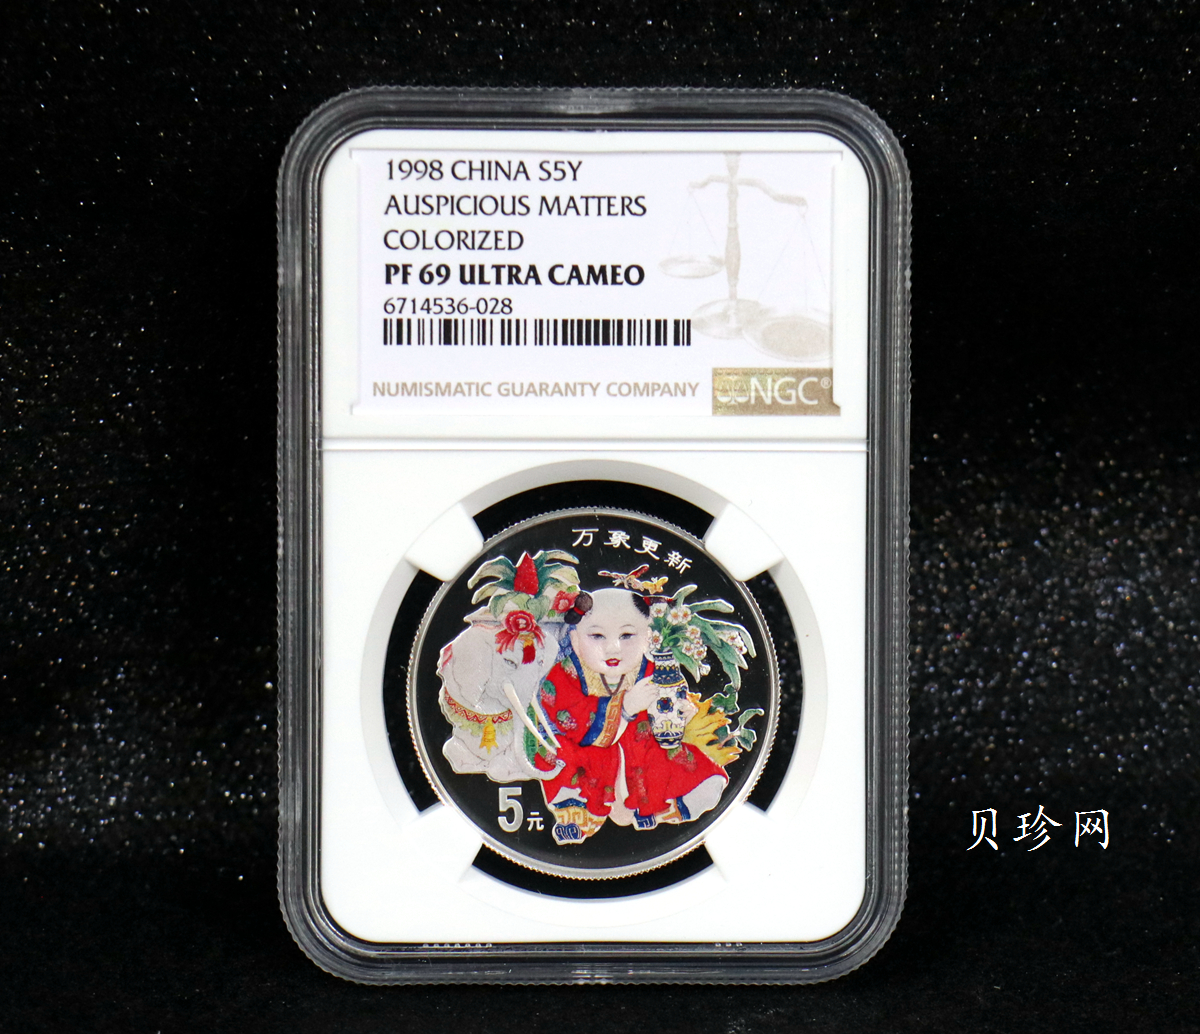 1998 CHINA S5Y
AUSPICIOUS MATTERS
COLORIZED
PF 69 ULTRA CAMEO
6714536-028
NUMISMATIC GUARANTY COMPANY
NGC®
万象更新
5元
贝珍网